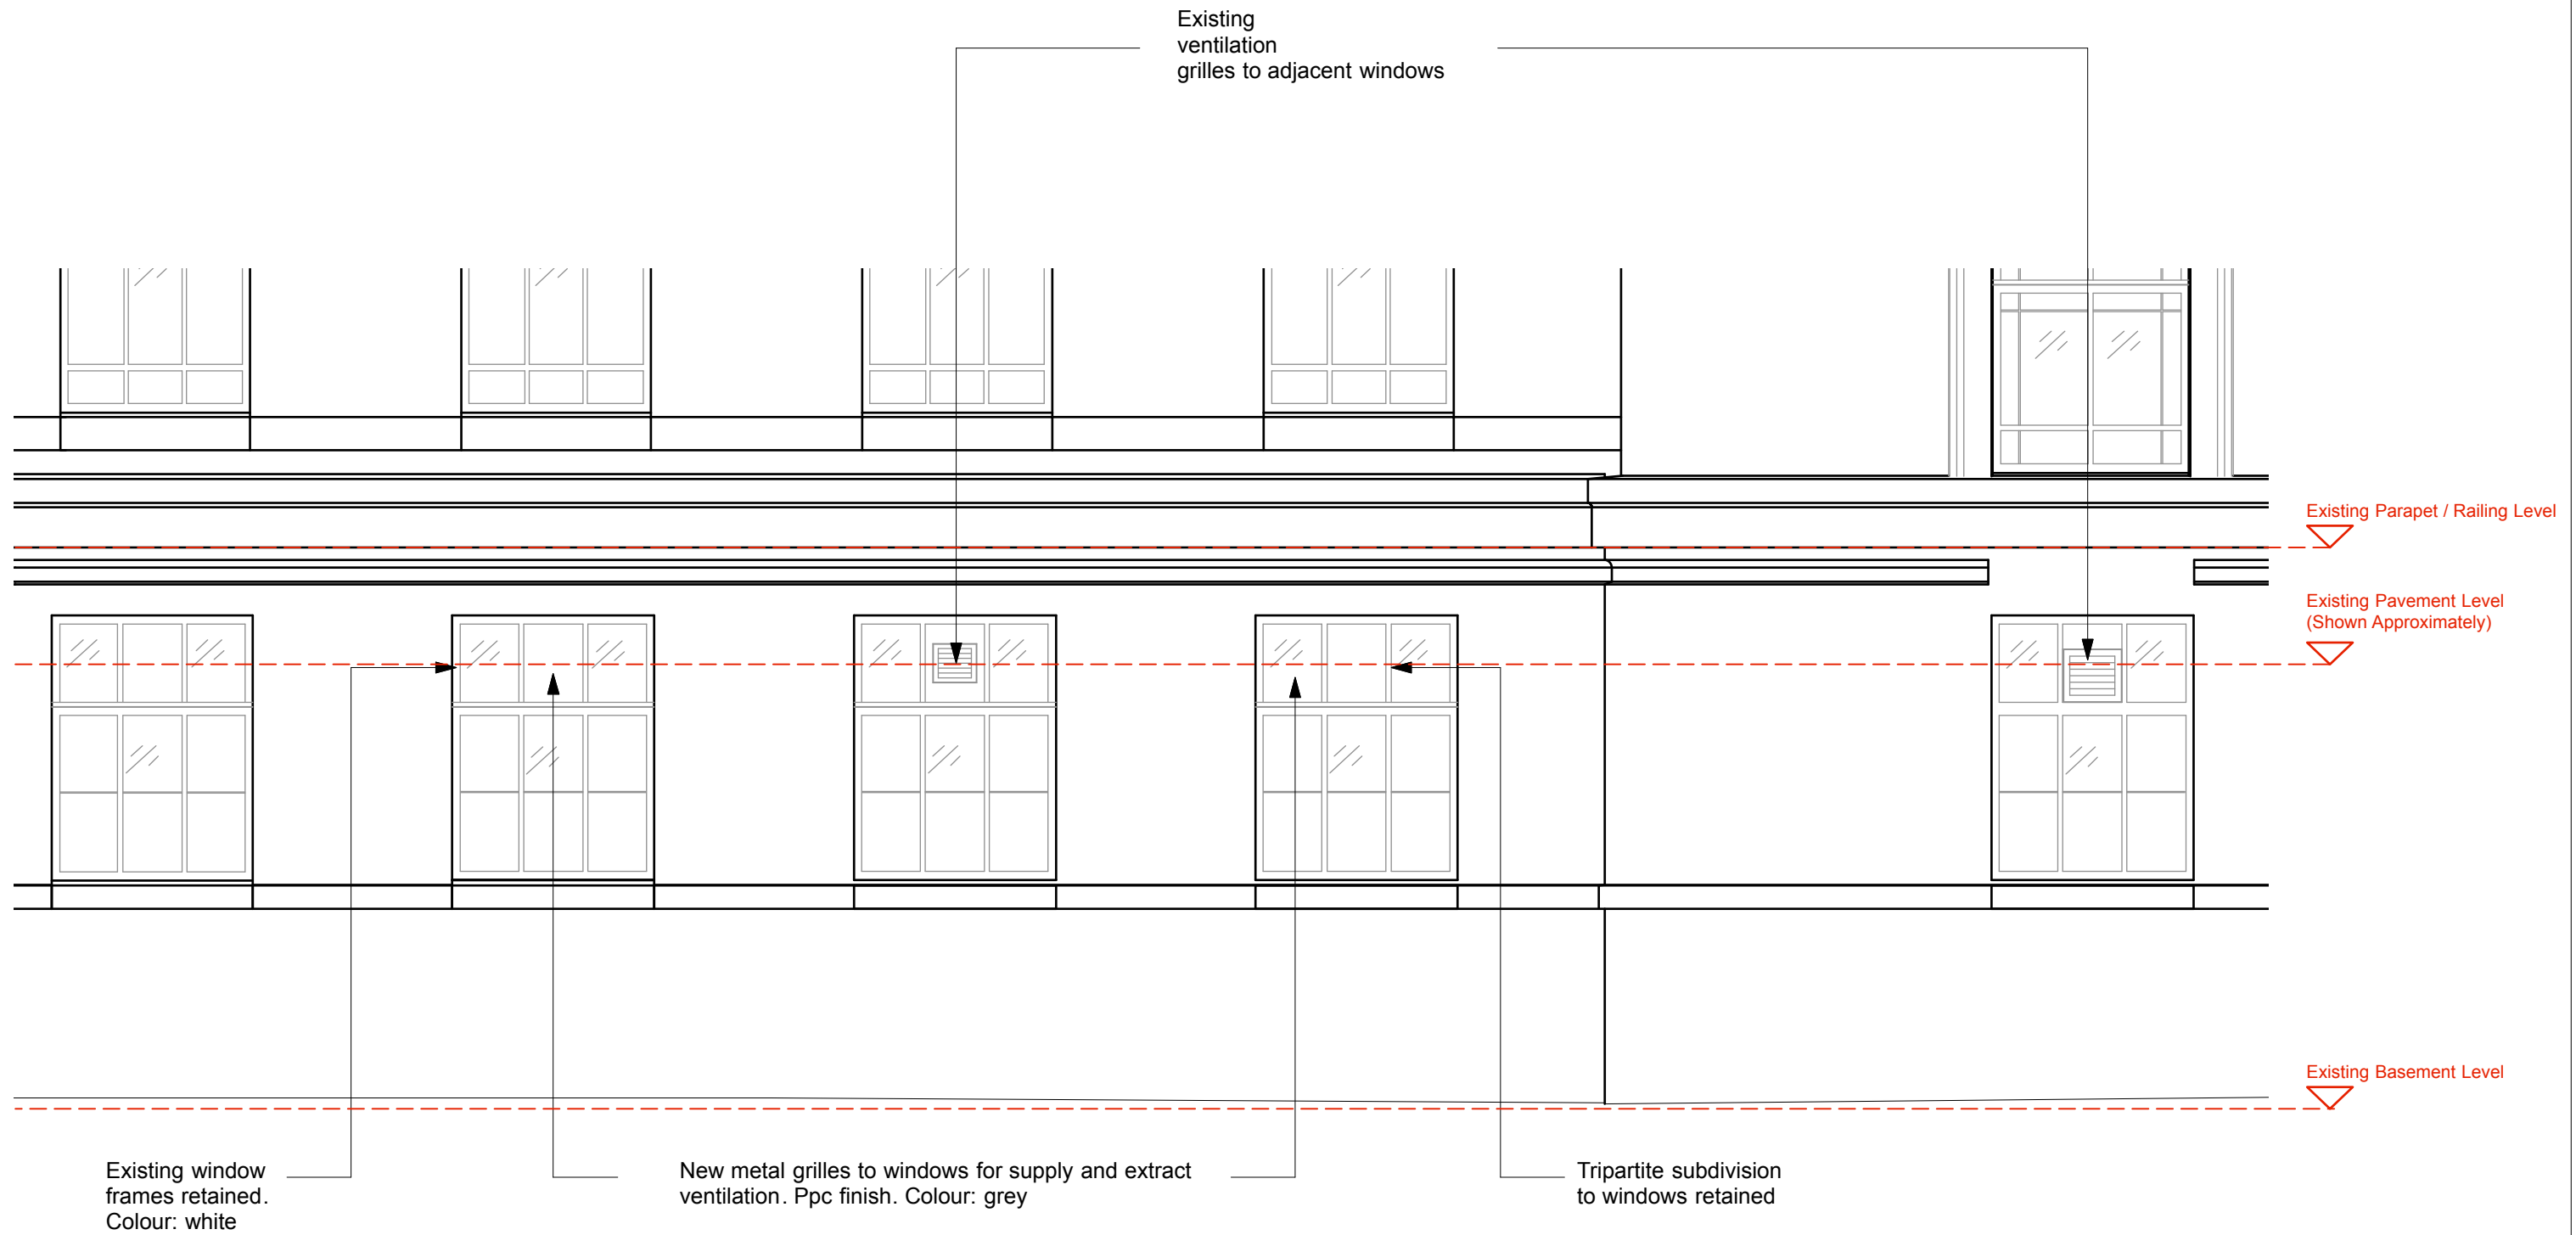 Existing
ventilation
grilles to adjacent windows
Existing Parapet / Railing Level
Existing Pavement Level
(Shown Approximately)
Existing Basement Level
Existing window
frames retained.
Colour: white
New metal grilles to windows for supply and extract
ventilation. Ppc finish. Colour: grey
Tripartite subdivision
to windows retained